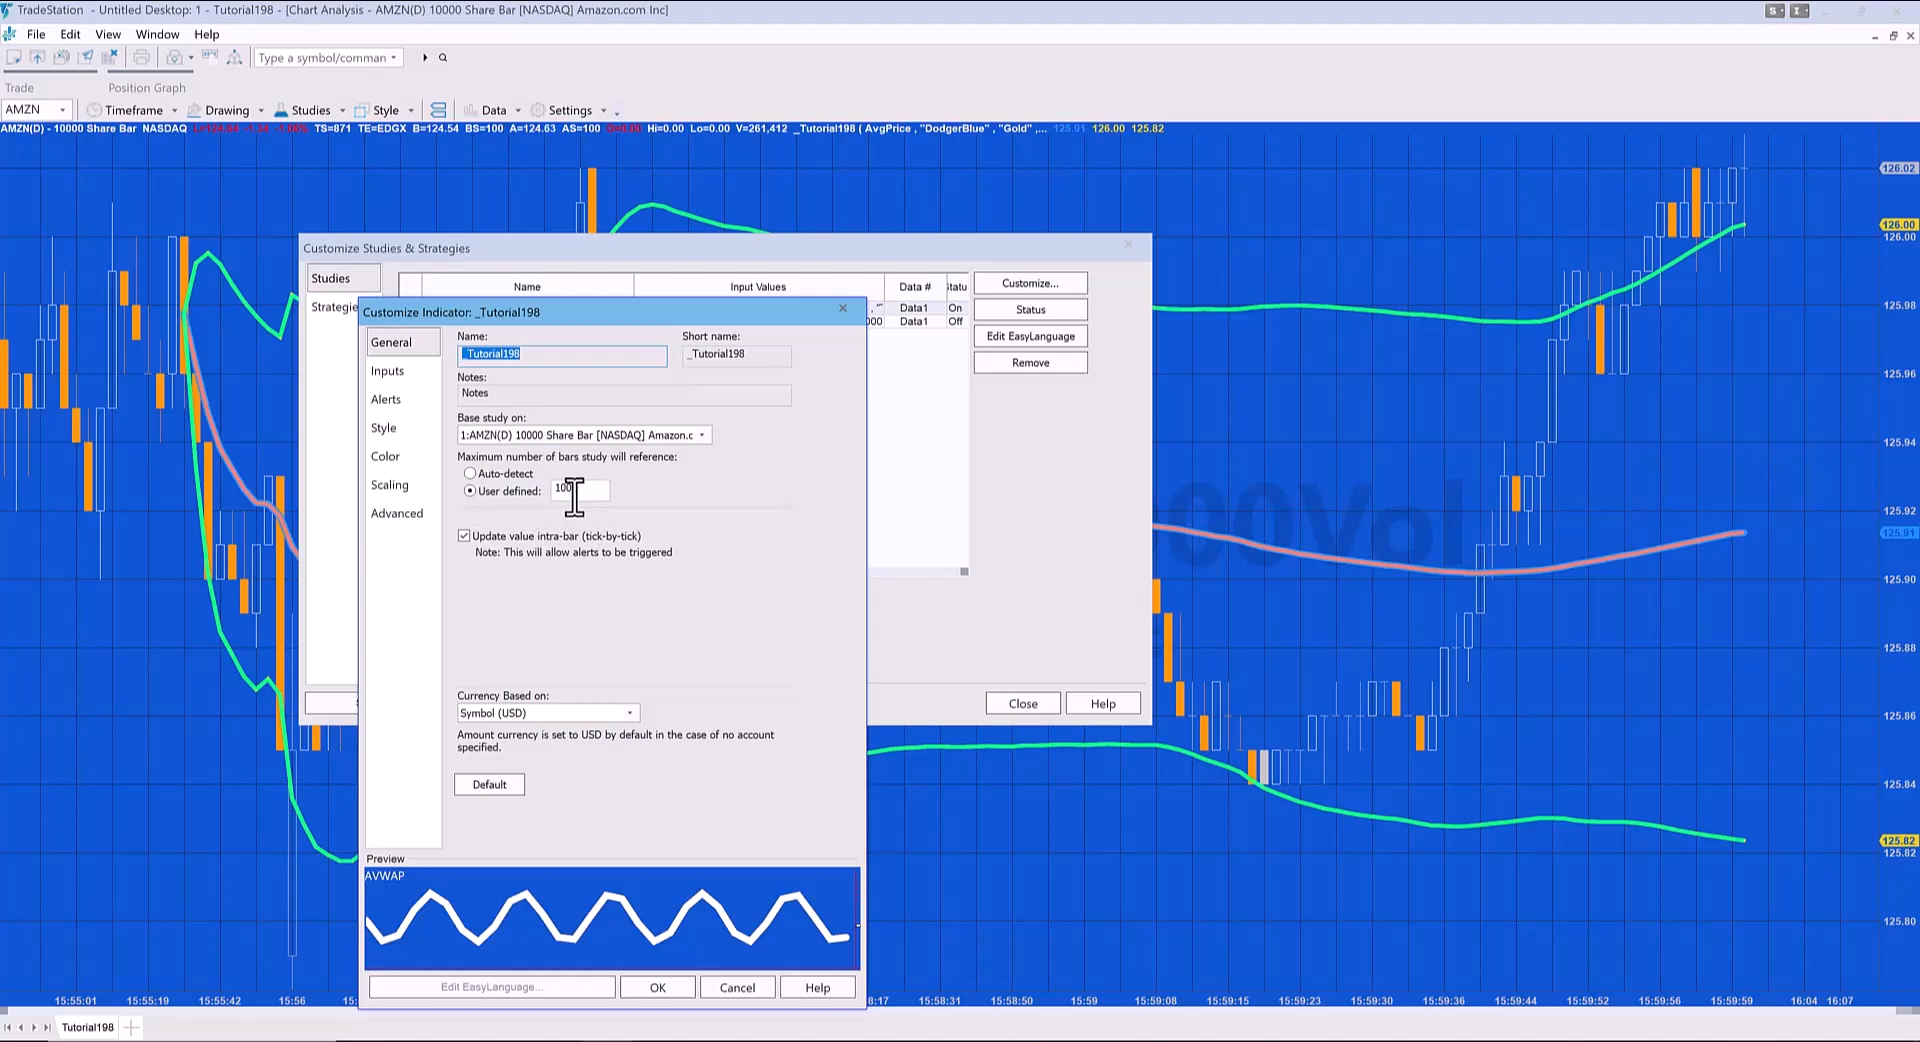 TradeStation - Untitled Desktop: 1 - Tutorial198 - [Chart Analysis - AMZN(D) 10000 Share Bar [NASDAQ] Amazon.com Inc]
S
I
File Edit View Window Help
Type a symbol/comman
Trade Position Graph
AMZN Timeframe Drawing Studies Style Data Settings
AMZN(D) - 10000 Share Bar NASDAQ TS=871 TE=EDGX B=124.54 BS=100 A=124.63 AS=100 O=0.00 Hi=0.00 Lo=0.00 V=261,412 _Tutorial198 ( AvgPrice , "DodgerBlue" , "Gold" ,... 125.91 126.00 125.82
126.02
126.00
126.00
125.98
125.96
125.94
125.92
125.91
125.90
125.88
125.86
125.84
125.82
125.82
125.80
00Vol
Customize Studies & Strategies
Studies
Name Input Values Data # Statu
Data1 On
000 Data1 Off
Customize...
Status
Edit EasyLanguage
Remove
Close Help
Customize Indicator: _Tutorial198
General
Inputs
Alerts
Style
Color
Scaling
Advanced
Name: Short name:
_Tutorial198 _Tutorial198
Notes:
Notes
Base study on:
1:AMZN(D) 10000 Share Bar [NASDAQ] Amazon.c
Maximum number of bars study will reference:
Auto-detect
User defined: 100
Update value intra-bar (tick-by-tick)
Note: This will allow alerts to be triggered
Currency Based on:
Symbol (USD)
Amount currency is set to USD by default in the case of no account
specified.
Default
Preview
AVWAP
Edit EasyLanguage... OK Cancel Help
15:55:01 15:55:19 15:55:42 15:56 15: 8:17 15:58:31 15:58:50 15:59 15:59:08 15:59:15 15:59:23 15:59:30 15:59:36 15:59:44 15:59:52 15:59:56 15:59:59 16:04 16:07
Tutorial198